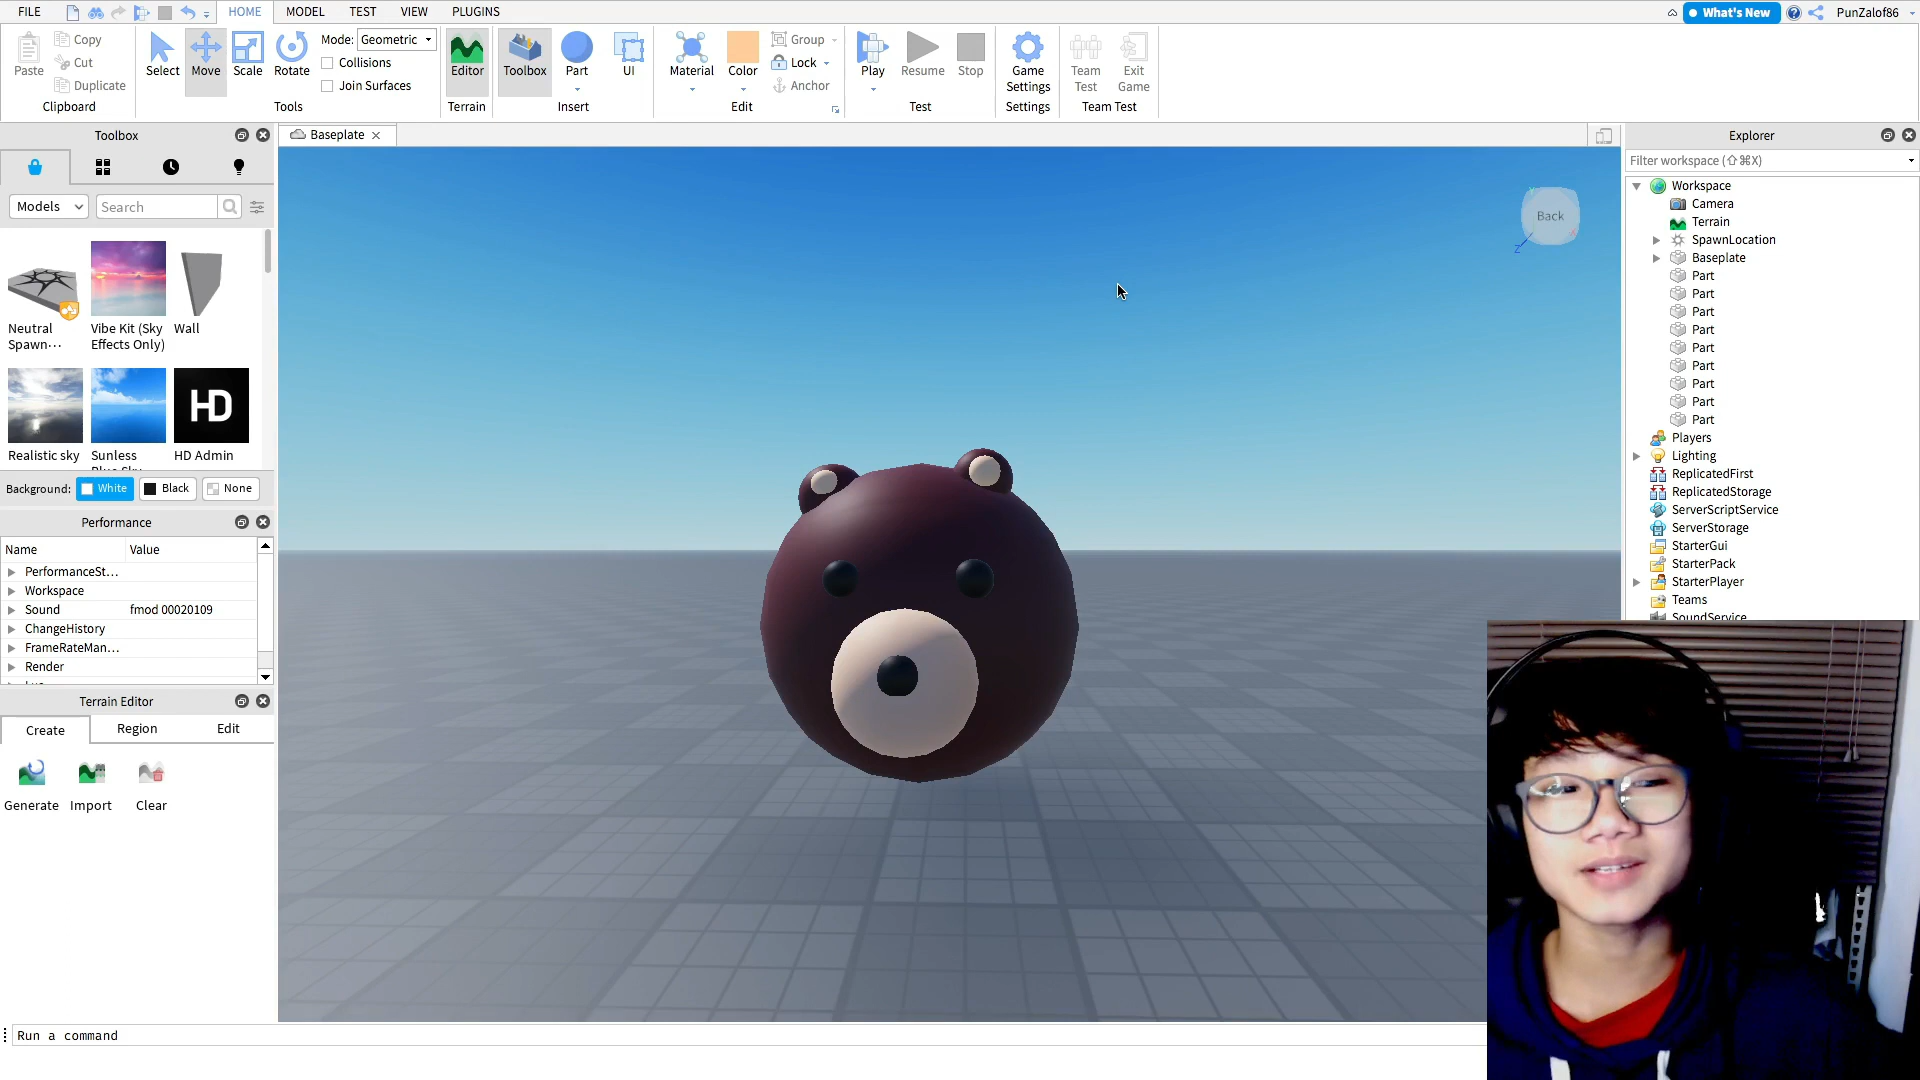 FILE HOME MODEL TEST VIEW PLUGINS What's New PunZalof86
Paste Copy Cut Duplicate Clipboard
Select Move Scale Rotate Mode: Geometric Collisions Join Surfaces Tools
Editor Terrain
Toolbox Part UI Insert
Material Color Group Lock Anchor Edit
Play Resume Stop Test
Game Settings Settings
Team Test Exit Game Team Test
Toolbox
Models Search
Neutral Spawn...
Vibe Kit (Sky Effects Only)
Wall
Realistic sky
Sunless
HD
HD Admin
Background: White Black None
Performance
Name Value
PerformanceSt...
Workspace
Sound fmod 00020109
ChangeHistory
FrameRateMan...
Render
Terrain Editor
Create Region Edit
Generate Import Clear
Baseplate
Back
Y
Z
Explorer
Filter workspace (⇧⌘X)
Workspace
Camera
Terrain
SpawnLocation
Baseplate
Part
Part
Part
Part
Part
Part
Part
Part
Part
Players
Lighting
ReplicatedFirst
ReplicatedStorage
ServerScriptService
ServerStorage
StarterGui
StarterPack
StarterPlayer
Teams
SoundService
Run a command